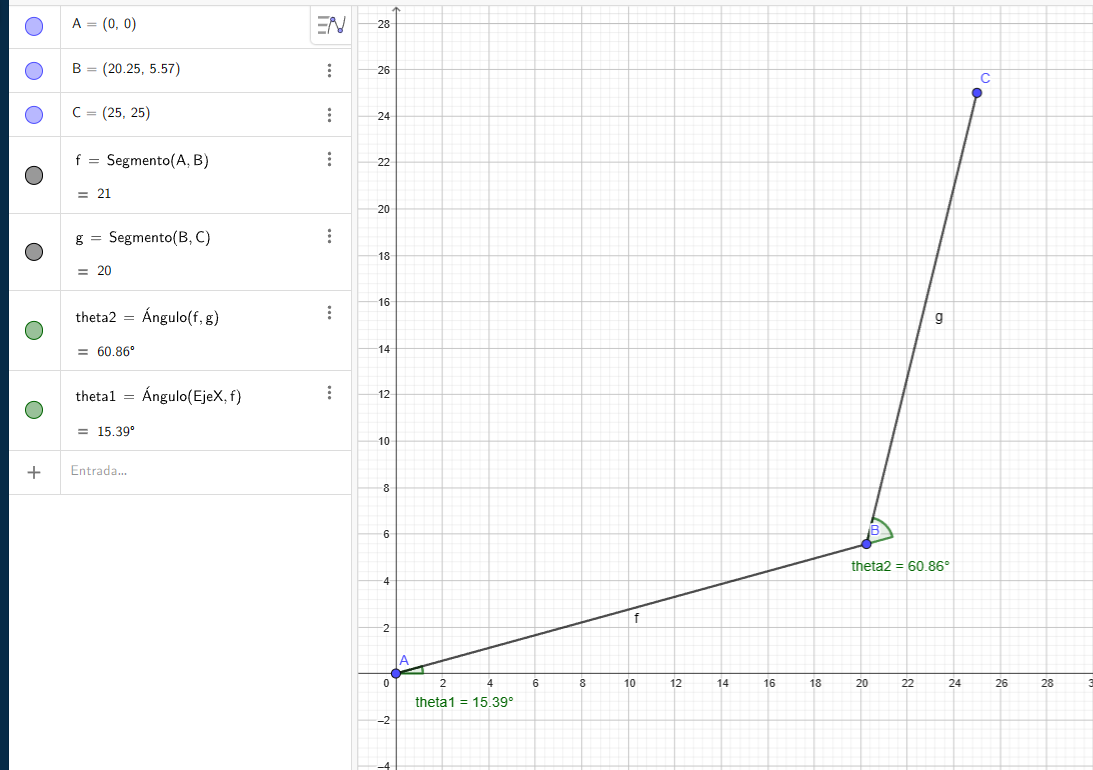 A = (0, 0)
B = (20.25, 5.57)
C = (25, 25)
f = Segmento(A, B)
= 21
g = Segmento(B, C)
= 20
theta2 = Ángulo(f, g)
= 60.86°
theta1 = Ángulo(EjeX, f)
= 15.39°
+ Entrada...
28
26
24
22
20
18
16
14
12
10
8
6
4
2
−2
−4
C
g
B
theta2 = 60.86°
f
A
0 2 4 6 8 10 12 14 16 18 20 22 24 26 28
theta1 = 15.39°